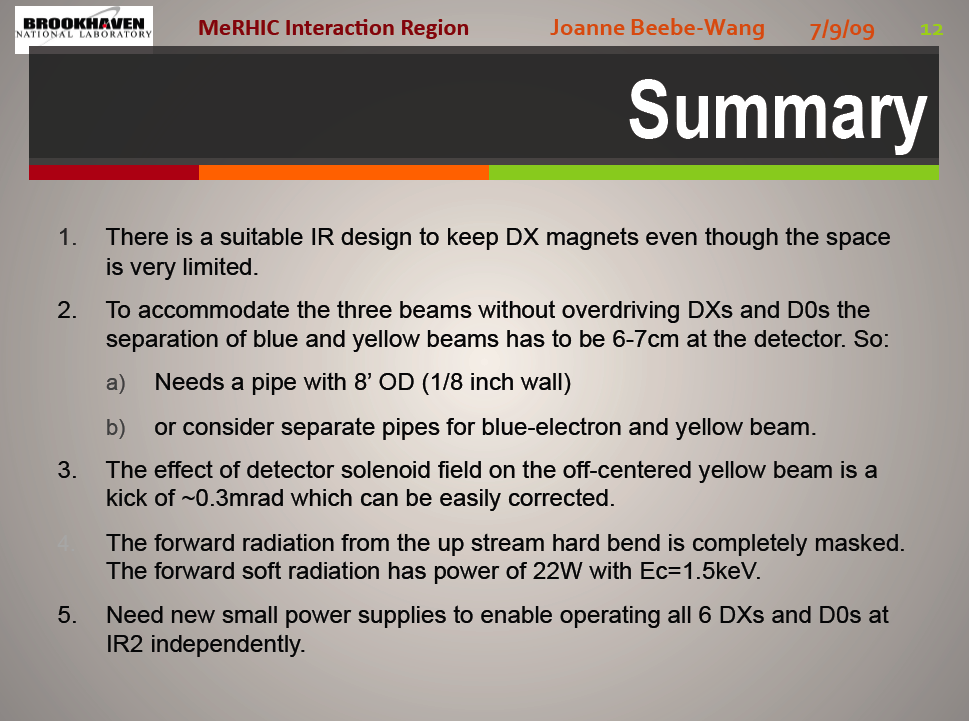 BROOKHAVEN
NATIONAL LABORATORY
MeRHIC Interaction Region Joanne Beebe-Wang 7/9/09 12
Summary
1. There is a suitable IR design to keep DX magnets even though the space
is very limited.
2. To accommodate the three beams without overdriving DXs and D0s the
separation of blue and yellow beams has to be 6-7cm at the detector. So:
a) Needs a pipe with 8’ OD (1/8 inch wall)
b) or consider separate pipes for blue-electron and yellow beam.
3. The effect of detector solenoid field on the off-centered yellow beam is a
kick of ~0.3mrad which can be easily corrected.
4. The forward radiation from the up stream hard bend is completely masked.
The forward soft radiation has power of 22W with Ec=1.5keV.
5. Need new small power supplies to enable operating all 6 DXs and D0s at
IR2 independently.